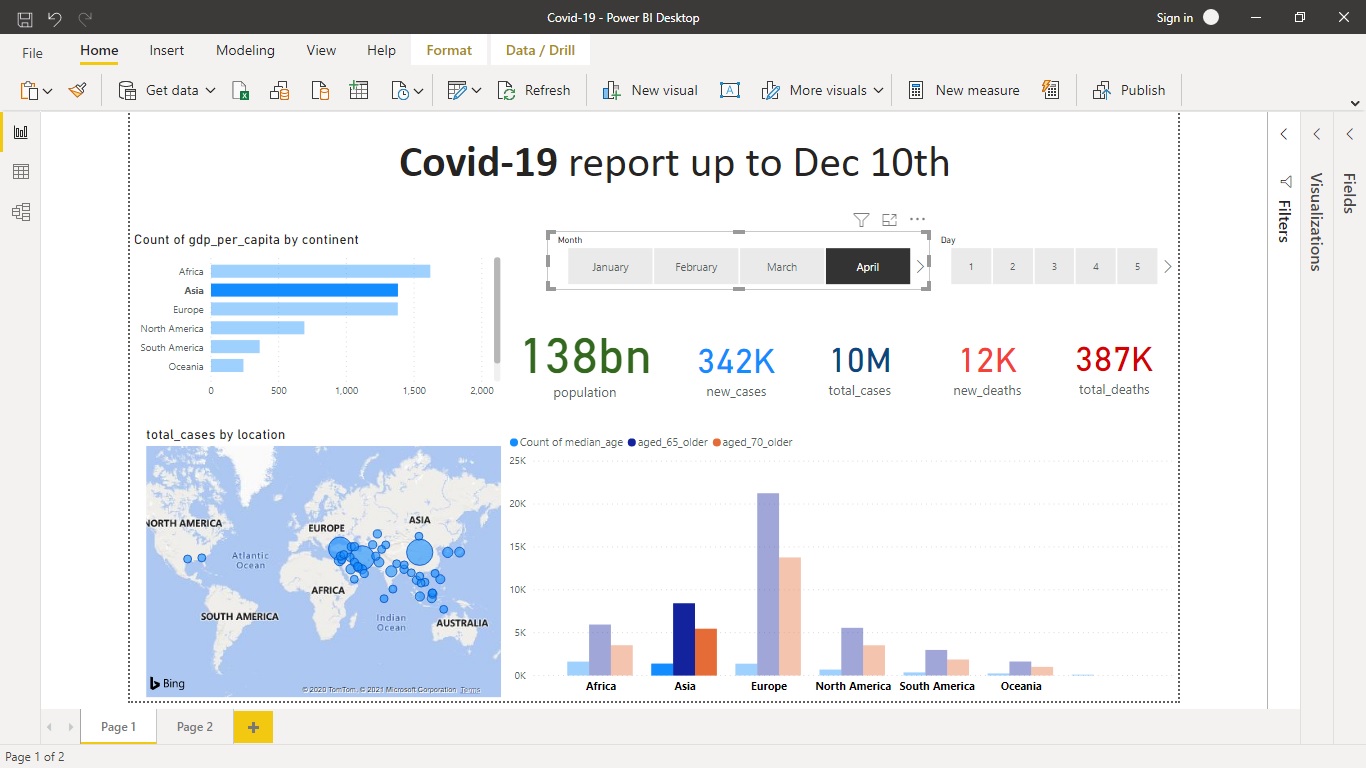 Covid-19 - Power BI Desktop
Sign in
File
Home
Insert
Modeling
View
Help
Format
Data / Drill
Get data
Refresh
New visual
More visuals
New measure
Publish
Covid-19 report up to Dec 10th
Count of gdp_per_capita by continent
Africa
Asia
Europe
North America
South America
Oceania
0
500
1,000
1,500
2,000
Month
January
February
March
April
Day
1
2
3
4
5
138bn
population
342K
new_cases
10M
total_cases
12K
new_deaths
387K
total_deaths
total_cases by location
NORTH AMERICA
EUROPE
ASIA
Atlantic
Ocean
AFRICA
SOUTH AMERICA
Indian
Ocean
AUSTRALIA
Bing
© 2020 TomTom, © 2021 Microsoft Corporation Terms
Count of median_age
aged_65_older
aged_70_older
25K
20K
15K
10K
5K
0K
Africa
Asia
Europe
North America
South America
Oceania
Filters
Visualizations
Fields
Page 1
Page 2
Page 1 of 2